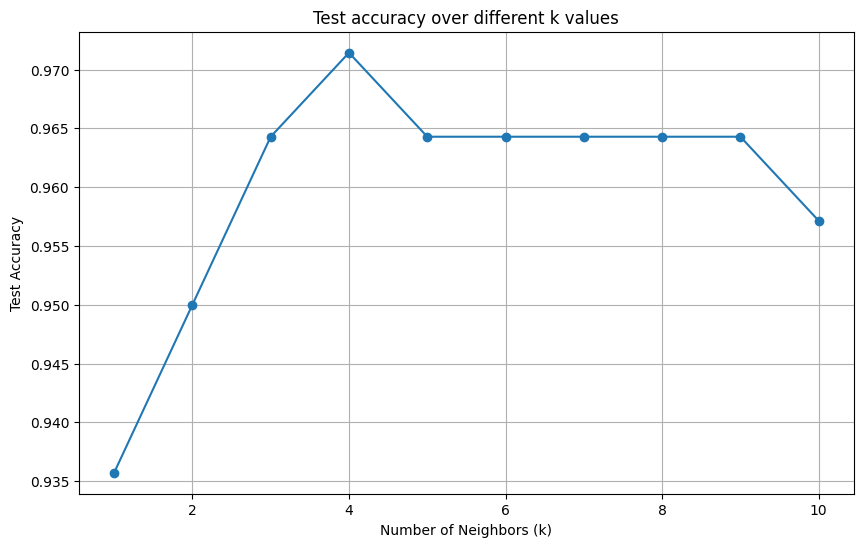 Test accuracy over different k values
0.970
0.965
0.960
0.955
0.950
0.945
0.940
0.935
Test Accuracy
2 4 6 8 10
Number of Neighbors (k)